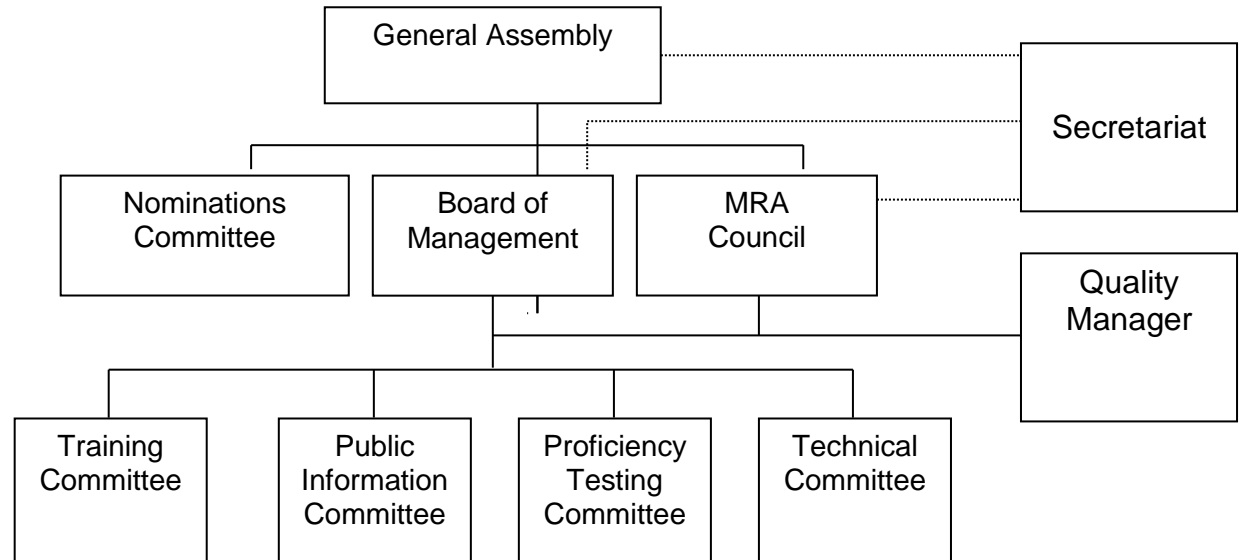 General Assembly
Secretariat
Nominations
Committee
Board of
Management
MRA
Council
Quality
Manager
Training
Committee
Public
Information
Committee
Proficiency
Testing
Committee
Technical
Committee